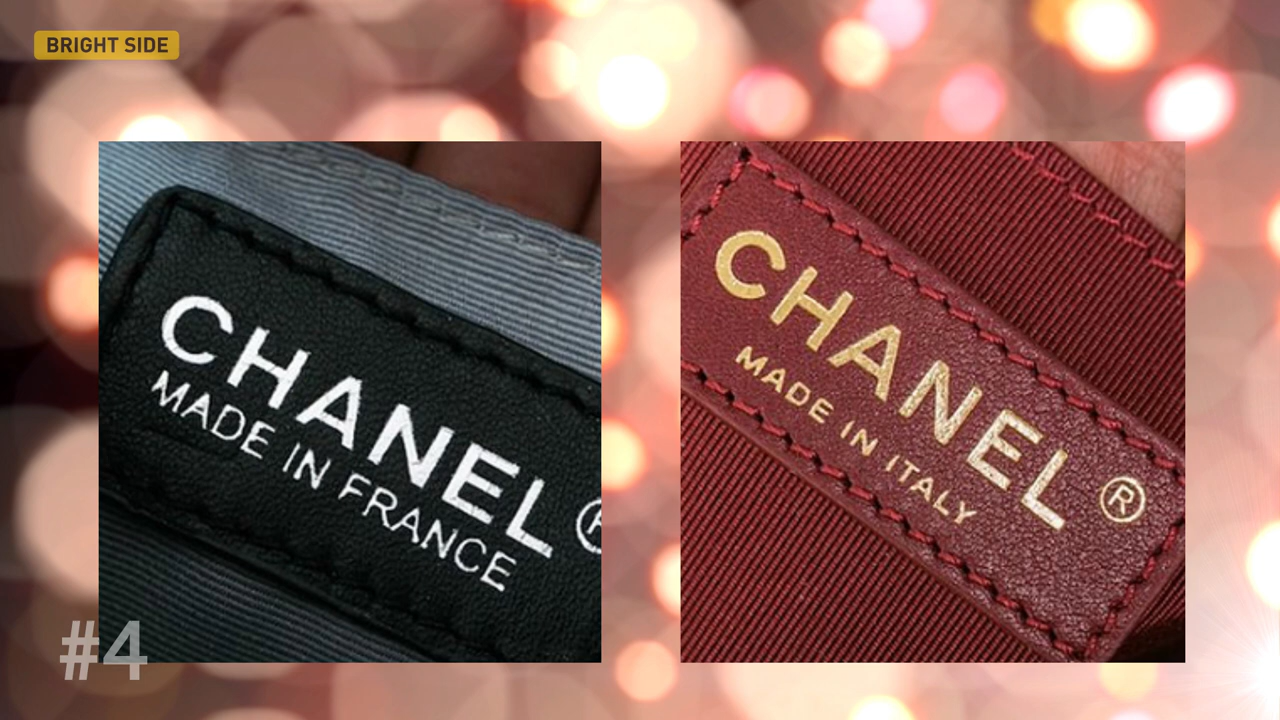 BRIGHT SIDE
CHANEL ®
MADE IN FRANCE
CHANEL ®
MADE IN ITALY
#4